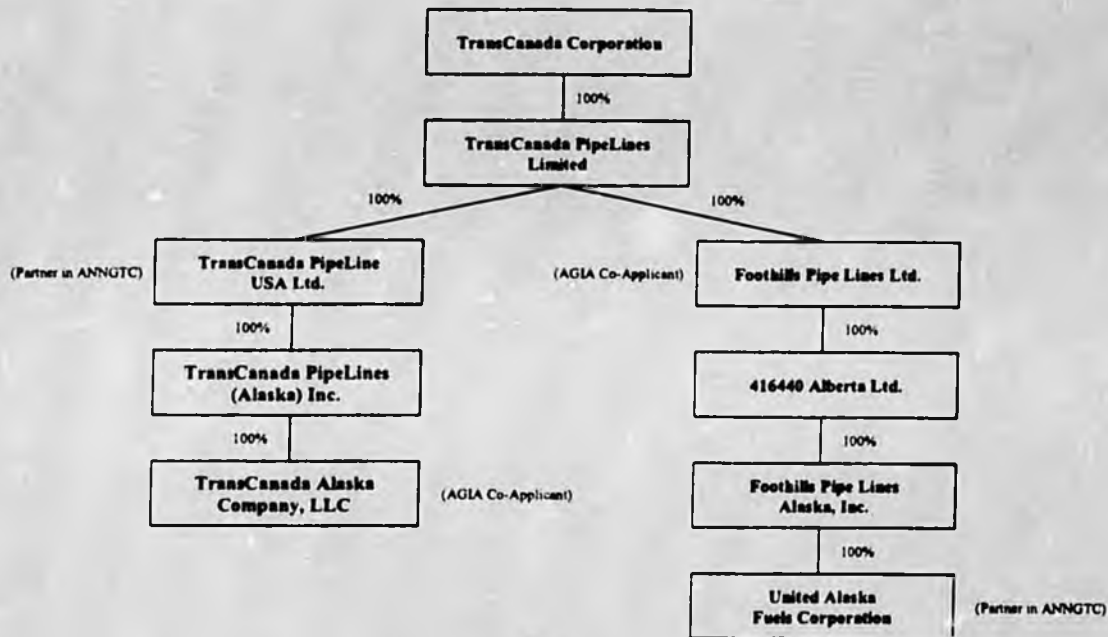 TransCanada Corporation
100%
TransCanada PipeLines
Limited
100%
100%
(Partner in ANNGTC)
TransCanada PipeLine
USA Ltd.
(AGIA Co-Applicant)
Foothills Pipe Lines Ltd.
100%
100%
TransCanada PipeLines
(Alaska) Inc.
416440 Alberta Ltd.
100%
100%
TransCanada Alaska
Company, LLC
(AGIA Co-Applicant)
Foothills Pipe Lines
Alaska, Inc.
100%
United Alaska
Fuels Corporation
(Partner in ANNGTC)